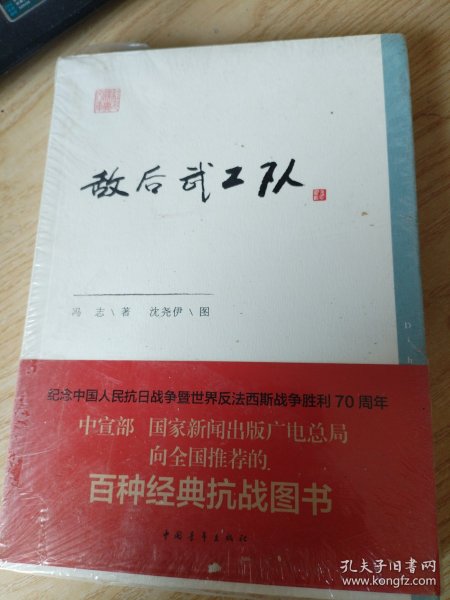 敌后武工队
冯 志\著 沈尧伊\图
纪念中国人民抗日战争暨世界反法西斯战争胜利70周年
中宣部 国家新闻出版广电总局
向全国推荐的
百种经典抗战图书
中国青年出版社
孔夫子旧书网
www.kongfz.com